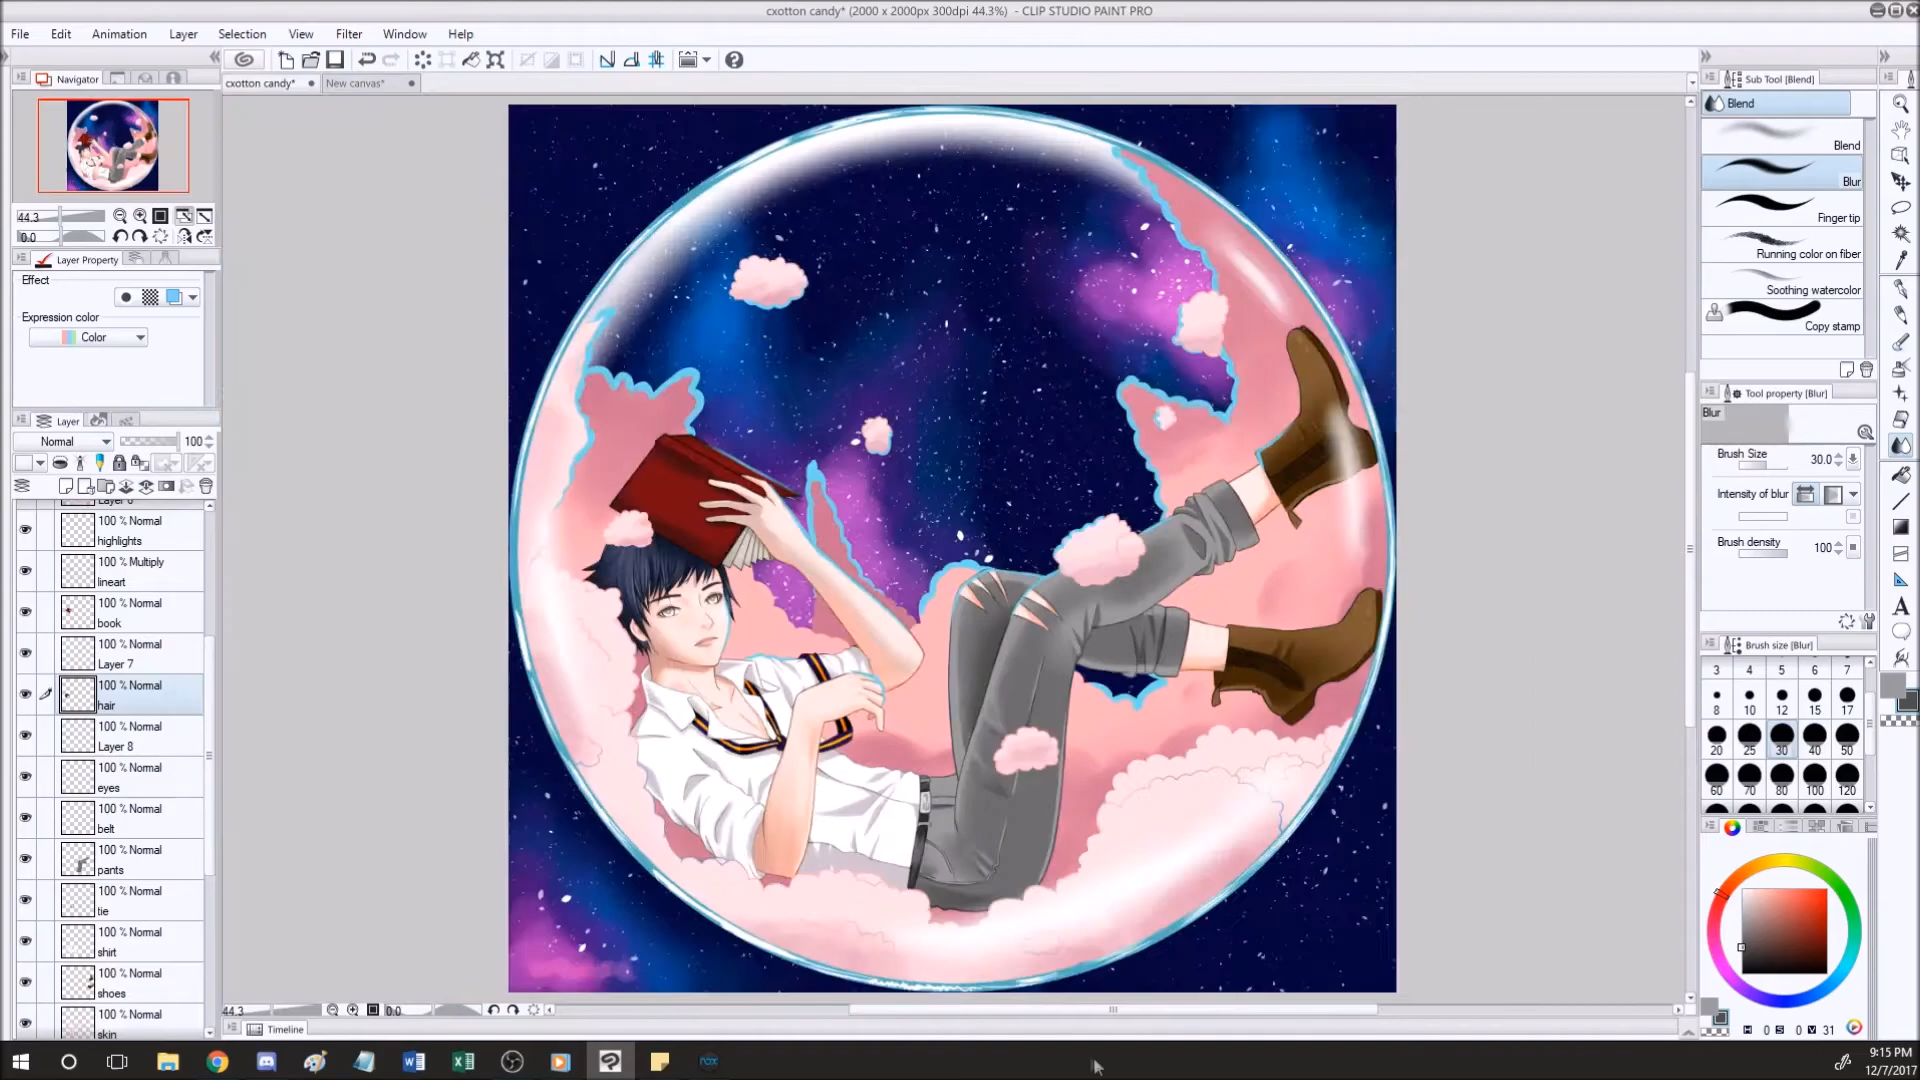 cxotton candy* (2000 x 2000px 300dpi 44.3%) - CLIP STUDIO PAINT PRO
File Edit Animation Layer Selection View Filter Window Help
cxotton candy* New canvas*
Navigator
44.3
0.0
Layer Property
Effect
Expression color
Color
Layer
Normal 100
Layer 6
100 % Normal
highlights
100 % Multiply
lineart
100 % Normal
book
100 % Normal
Layer 7
100 % Normal
hair
100 % Normal
Layer 8
100 % Normal
eyes
100 % Normal
belt
100 % Normal
pants
100 % Normal
tie
100 % Normal
shirt
100 % Normal
shoes
100 % Normal
skin
44.3 0.0
Timeline
Sub Tool [Blend]
Blend
Blend
Blur
Finger tip
Running color on fiber
Soothing watercolor
Copy stamp
Tool property [Blur]
Blur
Brush Size 30.0
Intensity of blur
Brush density 100
Brush size [Blur]
3 4 5 6 7
8 10 12 15 17
20 25 30 40 50
60 70 80 100 120
H 0 S 0 V 31
nox
9:15 PM
12/7/2017